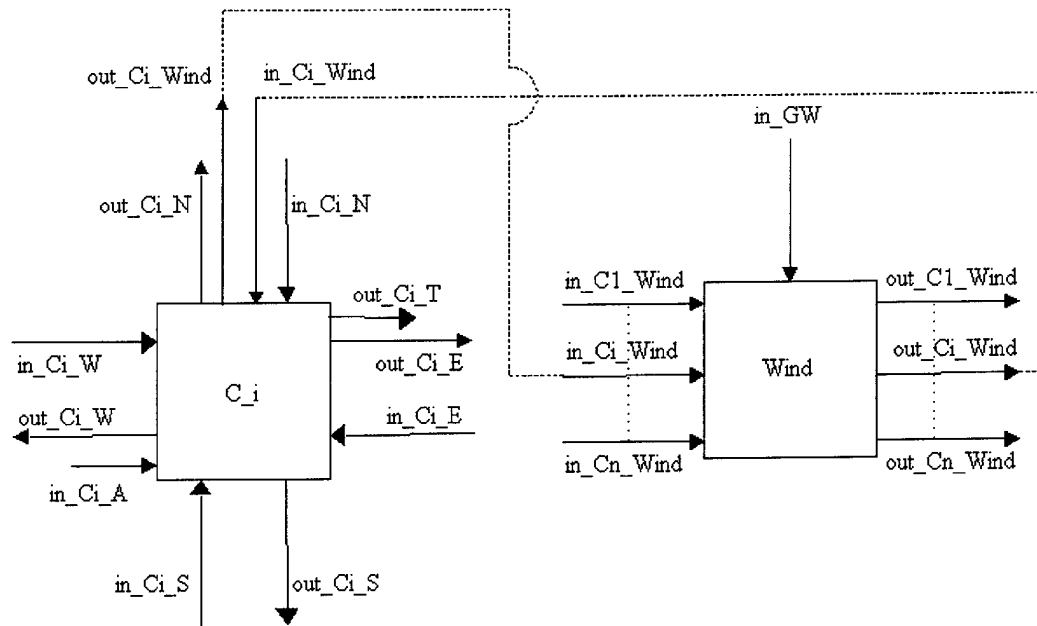 out_Ci_Wind
in_Ci_Wind
in_GW
out_Ci_N
in_Ci_N
in_C1_Wind
out_C1_Wind
out_Ci_T
in_Ci_W
out_Ci_E
in_Ci_Wind
Wind
out_Ci_Wind
C_i
out_Ci_W
in_Ci_E
in_Cn_Wind
out_Cn_Wind
in_Ci_A
in_Ci_S
out_Ci_S